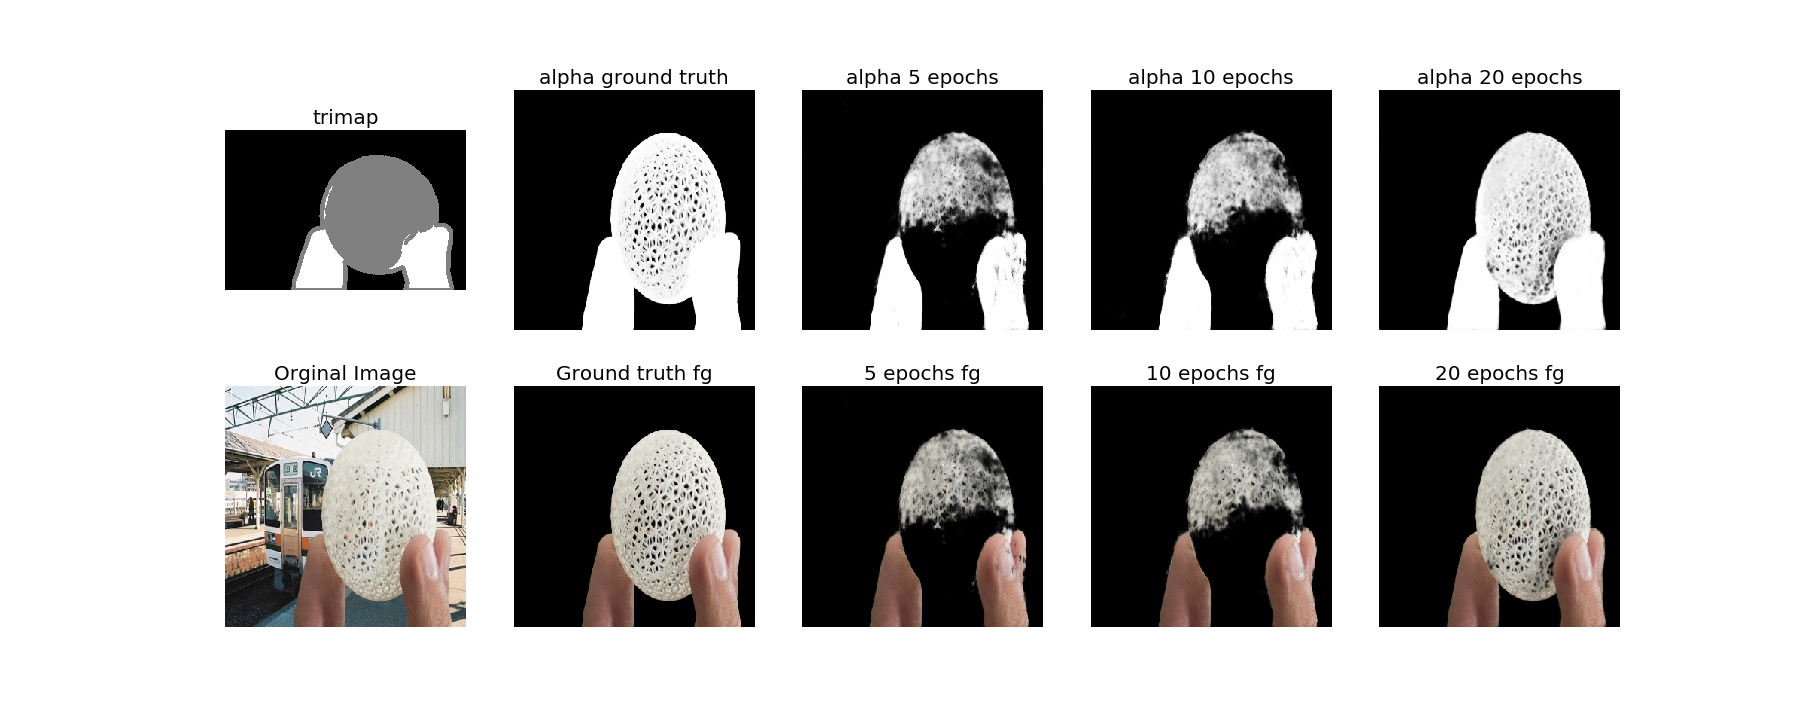 trimap
alpha ground truth
alpha 5 epochs
alpha 10 epochs
alpha 20 epochs
Orginal Image
Ground truth fg
5 epochs fg
10 epochs fg
20 epochs fg
JR